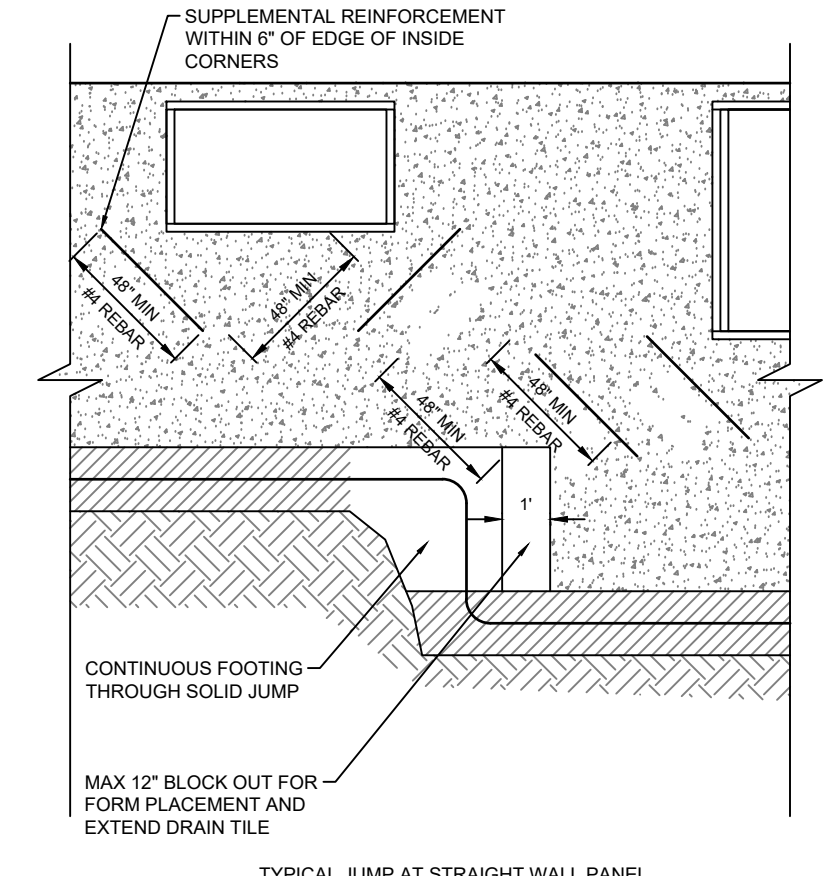 SUPPLEMENTAL REINFORCEMENT
WITHIN 6" OF EDGE OF INSIDE
CORNERS
48" MIN
#4 REBAR
48" MIN
#4 REBAR
48" MIN
#4 REBAR
48" MIN
#4 REBAR
1'
CONTINUOUS FOOTING
THROUGH SOLID JUMP
MAX 12" BLOCK OUT FOR
FORM PLACEMENT AND
EXTEND DRAIN TILE
TYPICAL JUMP AT STRAIGHT WALL PANEL